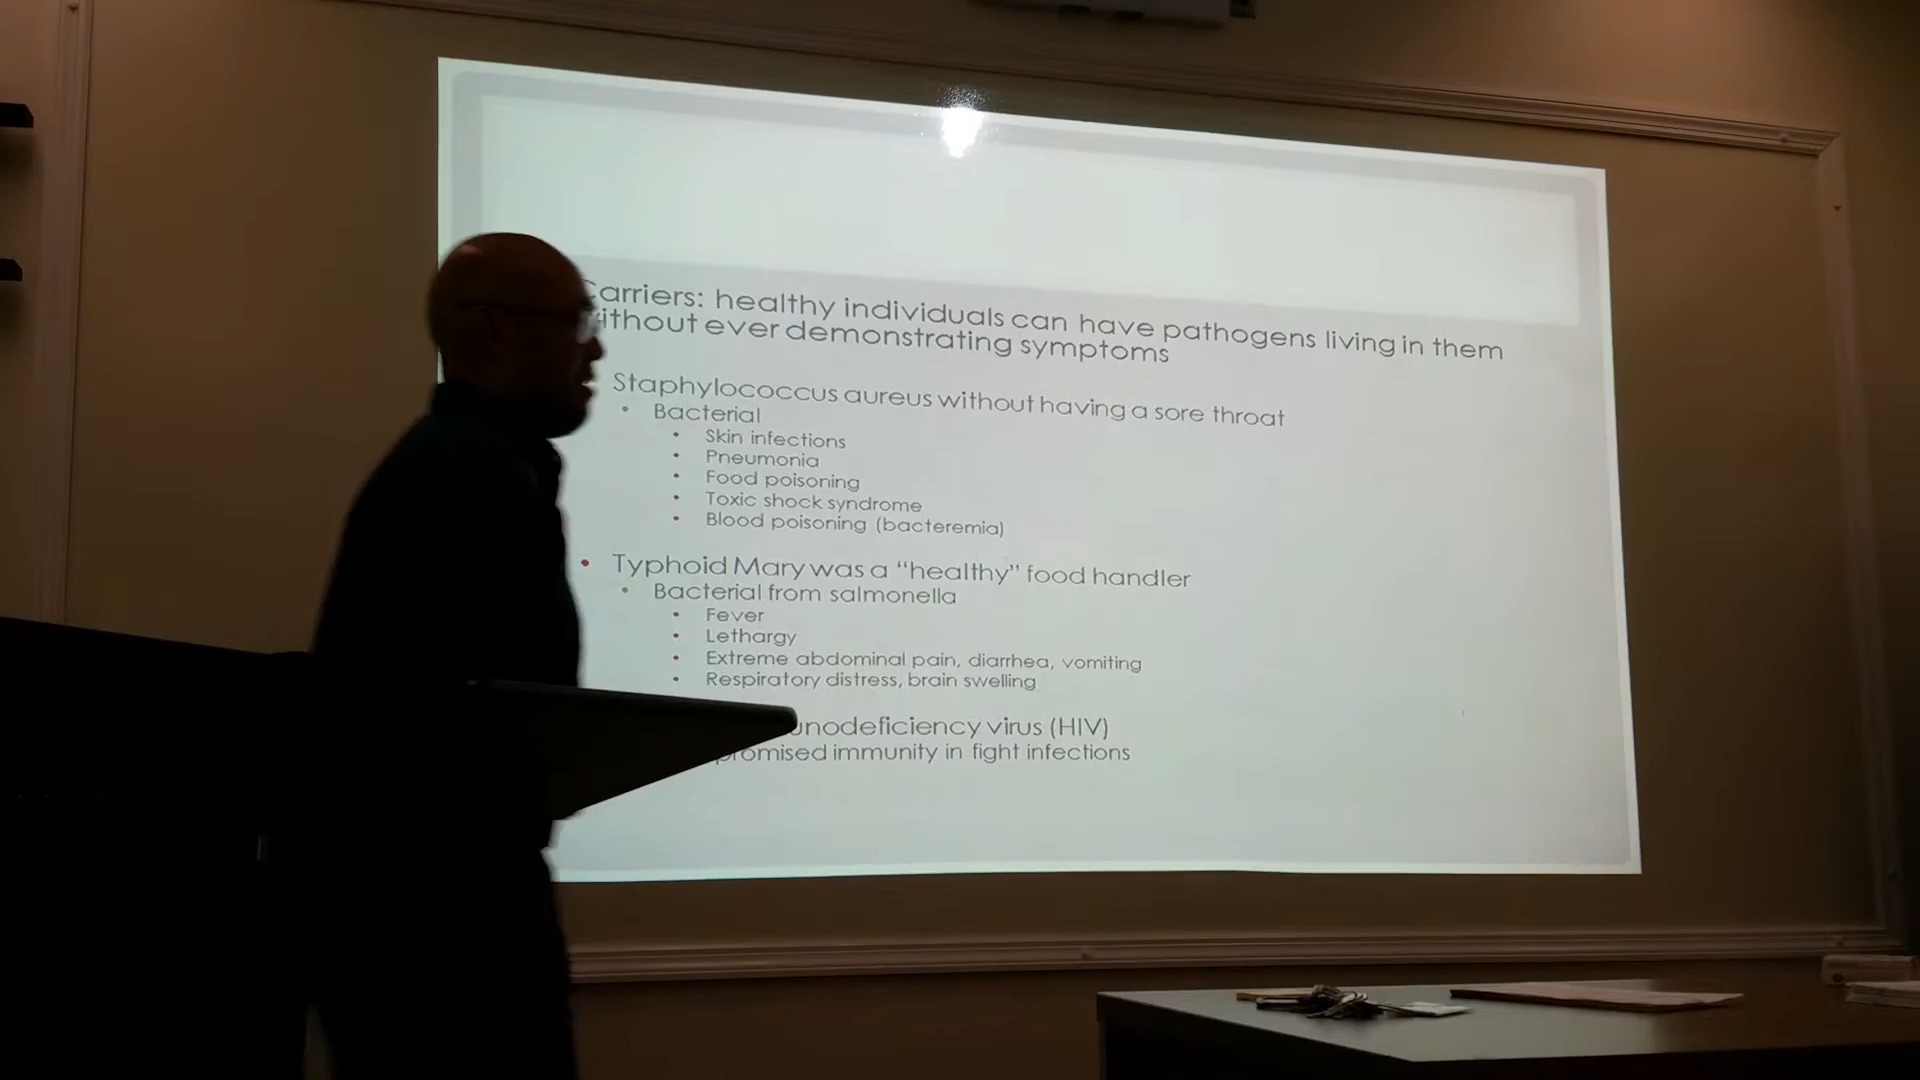 Carriers: healthy individuals can have pathogens living in them
without ever demonstrating symptoms
Staphylococcus aureus without having a sore throat
• Bacterial
• Skin infections
• Pneumonia
• Food poisoning
• Toxic shock syndrome
• Blood poisoning (bacteremia)
• Typhoid Mary was a “healthy” food handler
• Bacterial from salmonella
• Fever
• Lethargy
• Extreme abdominal pain, diarrhea, vomiting
• Respiratory distress, brain swelling
unodeficiency virus (HIV)
promised immunity in fight infections